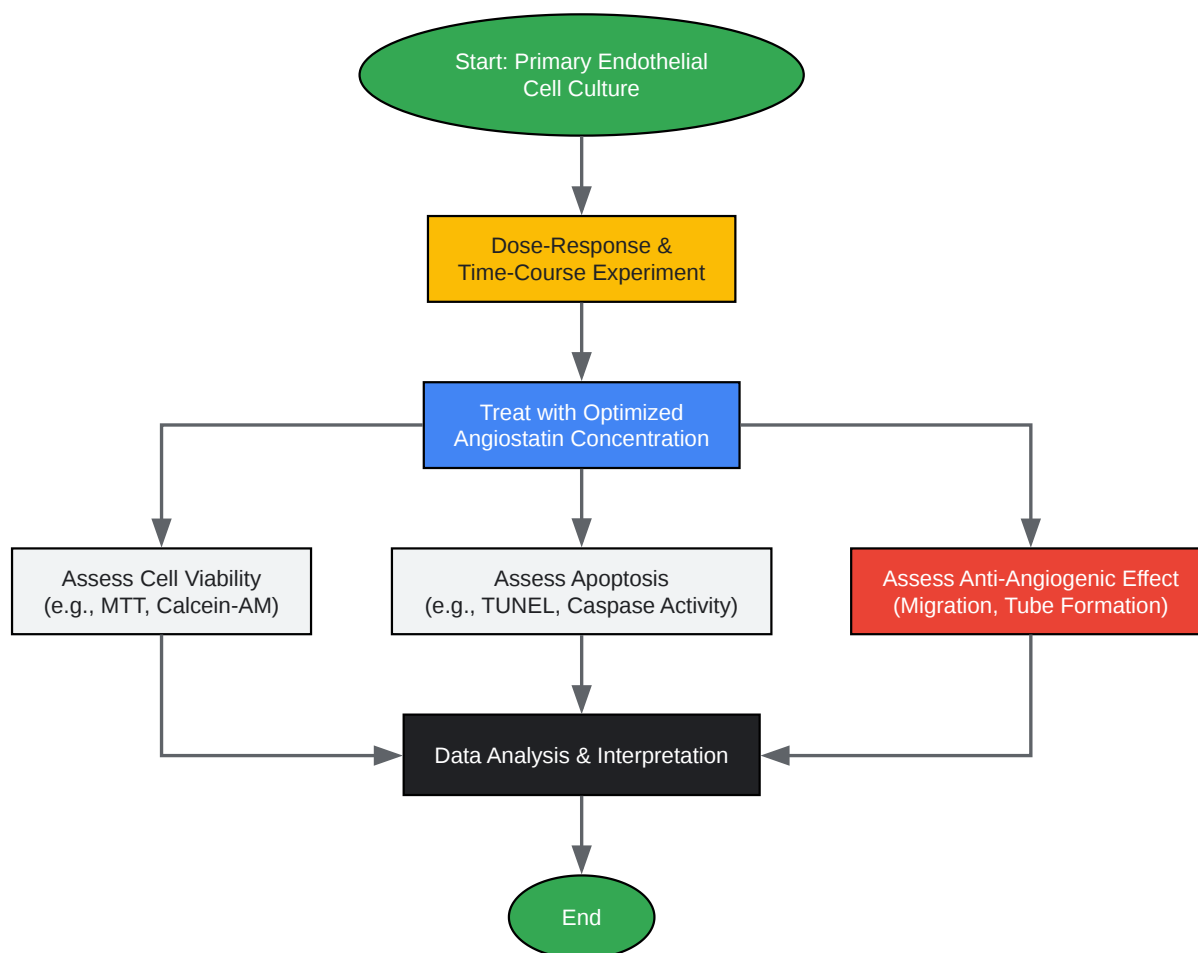 Start: Primary Endothelial
Cell Culture
Dose-Response &
Time-Course Experiment
Treat with Optimized
Angiostatin Concentration
Assess Cell Viability
(e.g., MTT, Calcein-AM)
Assess Apoptosis
(e.g., TUNEL, Caspase Activity)
Assess Anti-Angiogenic Effect
(Migration, Tube Formation)
Data Analysis & Interpretation
End